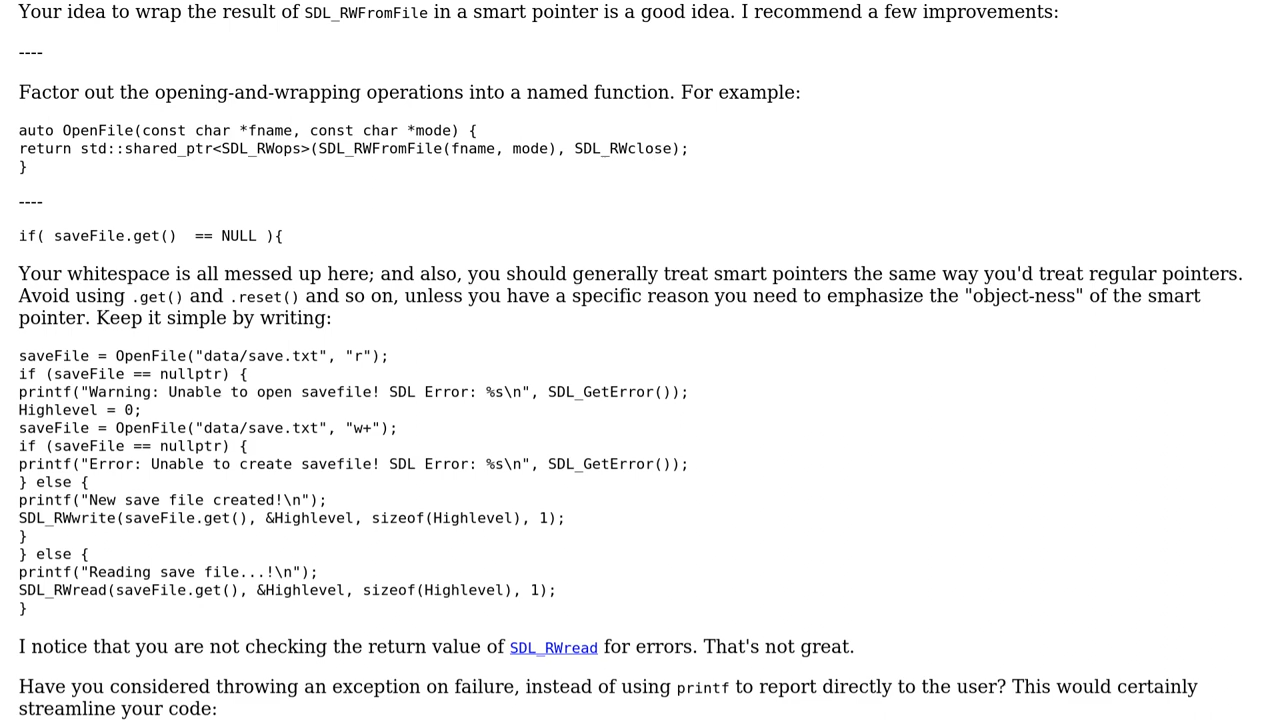 Your idea to wrap the result of SDL_RWFromFile in a smart pointer is a good idea. I recommend a few improvements:
----
Factor out the opening-and-wrapping operations into a named function. For example:
auto OpenFile(const char *fname, const char *mode) {
return std::shared_ptr<SDL_RWops>(SDL_RWFromFile(fname, mode), SDL_RWclose);
}
----
if( saveFile.get()  == NULL ){
Your whitespace is all messed up here; and also, you should generally treat smart pointers the same way you'd treat regular pointers.
Avoid using .get() and .reset() and so on, unless you have a specific reason you need to emphasize the "object-ness" of the smart
pointer. Keep it simple by writing:
saveFile = OpenFile("data/save.txt", "r");
if (saveFile == nullptr) {
printf("Warning: Unable to open savefile! SDL Error: %s\n", SDL_GetError());
Highlevel = 0;
saveFile = OpenFile("data/save.txt", "w+");
if (saveFile == nullptr) {
printf("Error: Unable to create savefile! SDL Error: %s\n", SDL_GetError());
} else {
printf("New save file created!\n");
SDL_RWwrite(saveFile.get(), &Highlevel, sizeof(Highlevel), 1);
}
} else {
printf("Reading save file...!\n");
SDL_RWread(saveFile.get(), &Highlevel, sizeof(Highlevel), 1);
}
I notice that you are not checking the return value of SDL_RWread for errors. That's not great.
Have you considered throwing an exception on failure, instead of using printf to report directly to the user? This would certainly
streamline your code: